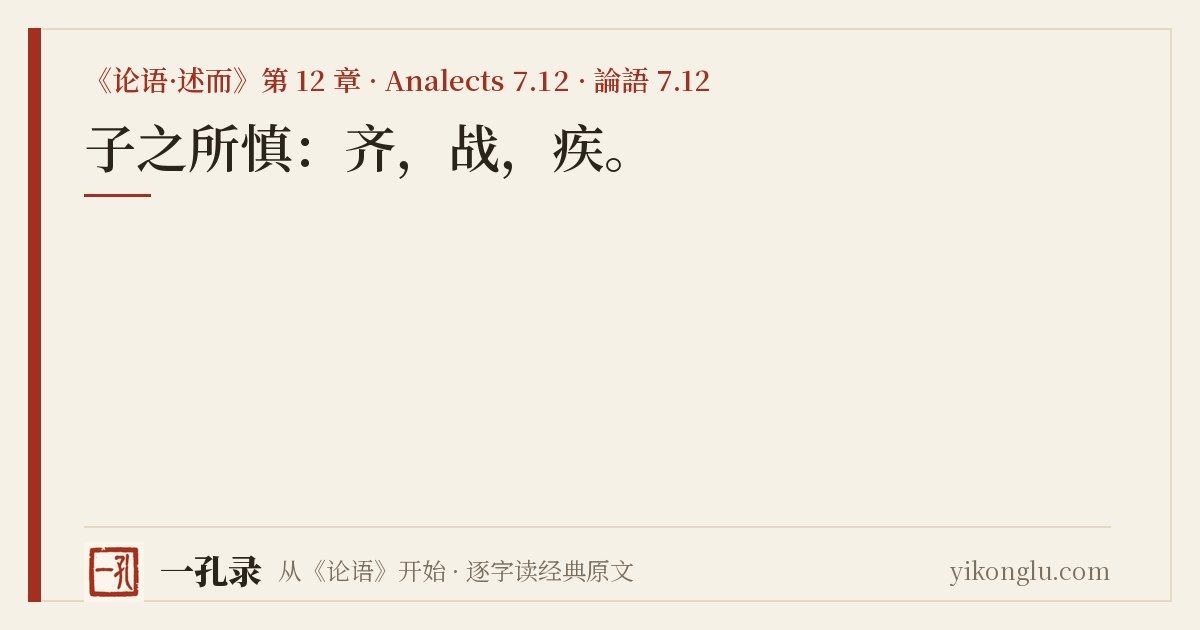 《论语·述而》第 12 章 · Analects 7.12 · 論語 7.12
子之所慎：齐，战，疾。
一孔
一孔录 从《论语》开始 · 逐字读经典原文
yikonglu.com